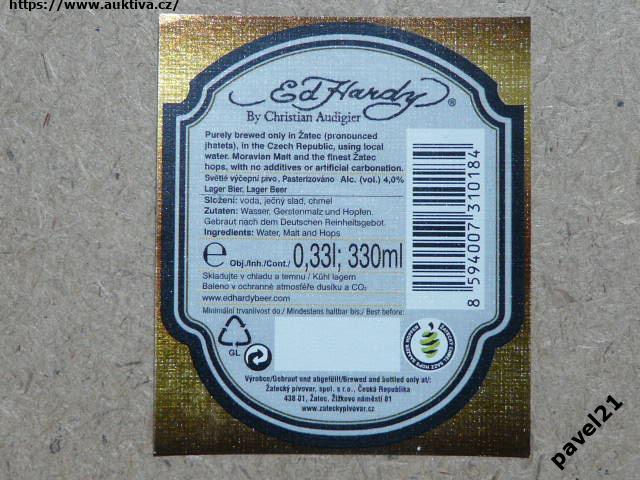 https://www.auktiva.cz/
Ed Hardy ®
By Christian Audigier
Purely brewed only in Žatec (pronounced
jhatets), in the Czech Republic, using local
water. Moravian Malt and the finest Žatec
hops, with no additives or artificial carbonation.
Světlé výčepní pivo. Pasterizováno Alc. (vol.) 4,0%
Lager Bier, Lager Beer
Složení: voda, ječný slad, chmel
Zutaten: Wasser, Gerstenmalz und Hopfen.
Gebraut nach dem Deutschen Reinheitsgebot.
Ingredients: Water, Malt and Hops
e Obj./Inh./Cont./ 0,33l; 330ml
Skladujte v chladu a temnu / Kühl lagern
Baleno v ochranné atmosféře dusíku a CO₂
www.edhardybeer.com
Minimální trvanlivost do:/ Mindestens haltbar bis:/ Best before:
GL
Výrobce/Gebraut und abgefüllt/Brewed and bottled only at/:
Žatecký pivovar, spol. s r.o., Česká Republika
438 01, Žatec, Žižkovo náměstí 81
www.zateckypivovar.cz
8 594007 310184
pavel21